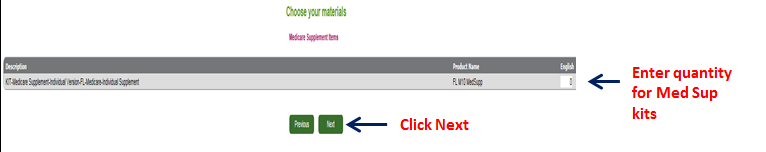 Choose your materials
Medicare Supplement Items
Description Product Name English
KIT-Medicare Supplement-Individual Version-FL-Medicare-Individual Supplement FL M10 MedSupp 0
Enter quantity
for Med Sup
kits
Previous Next
Click Next